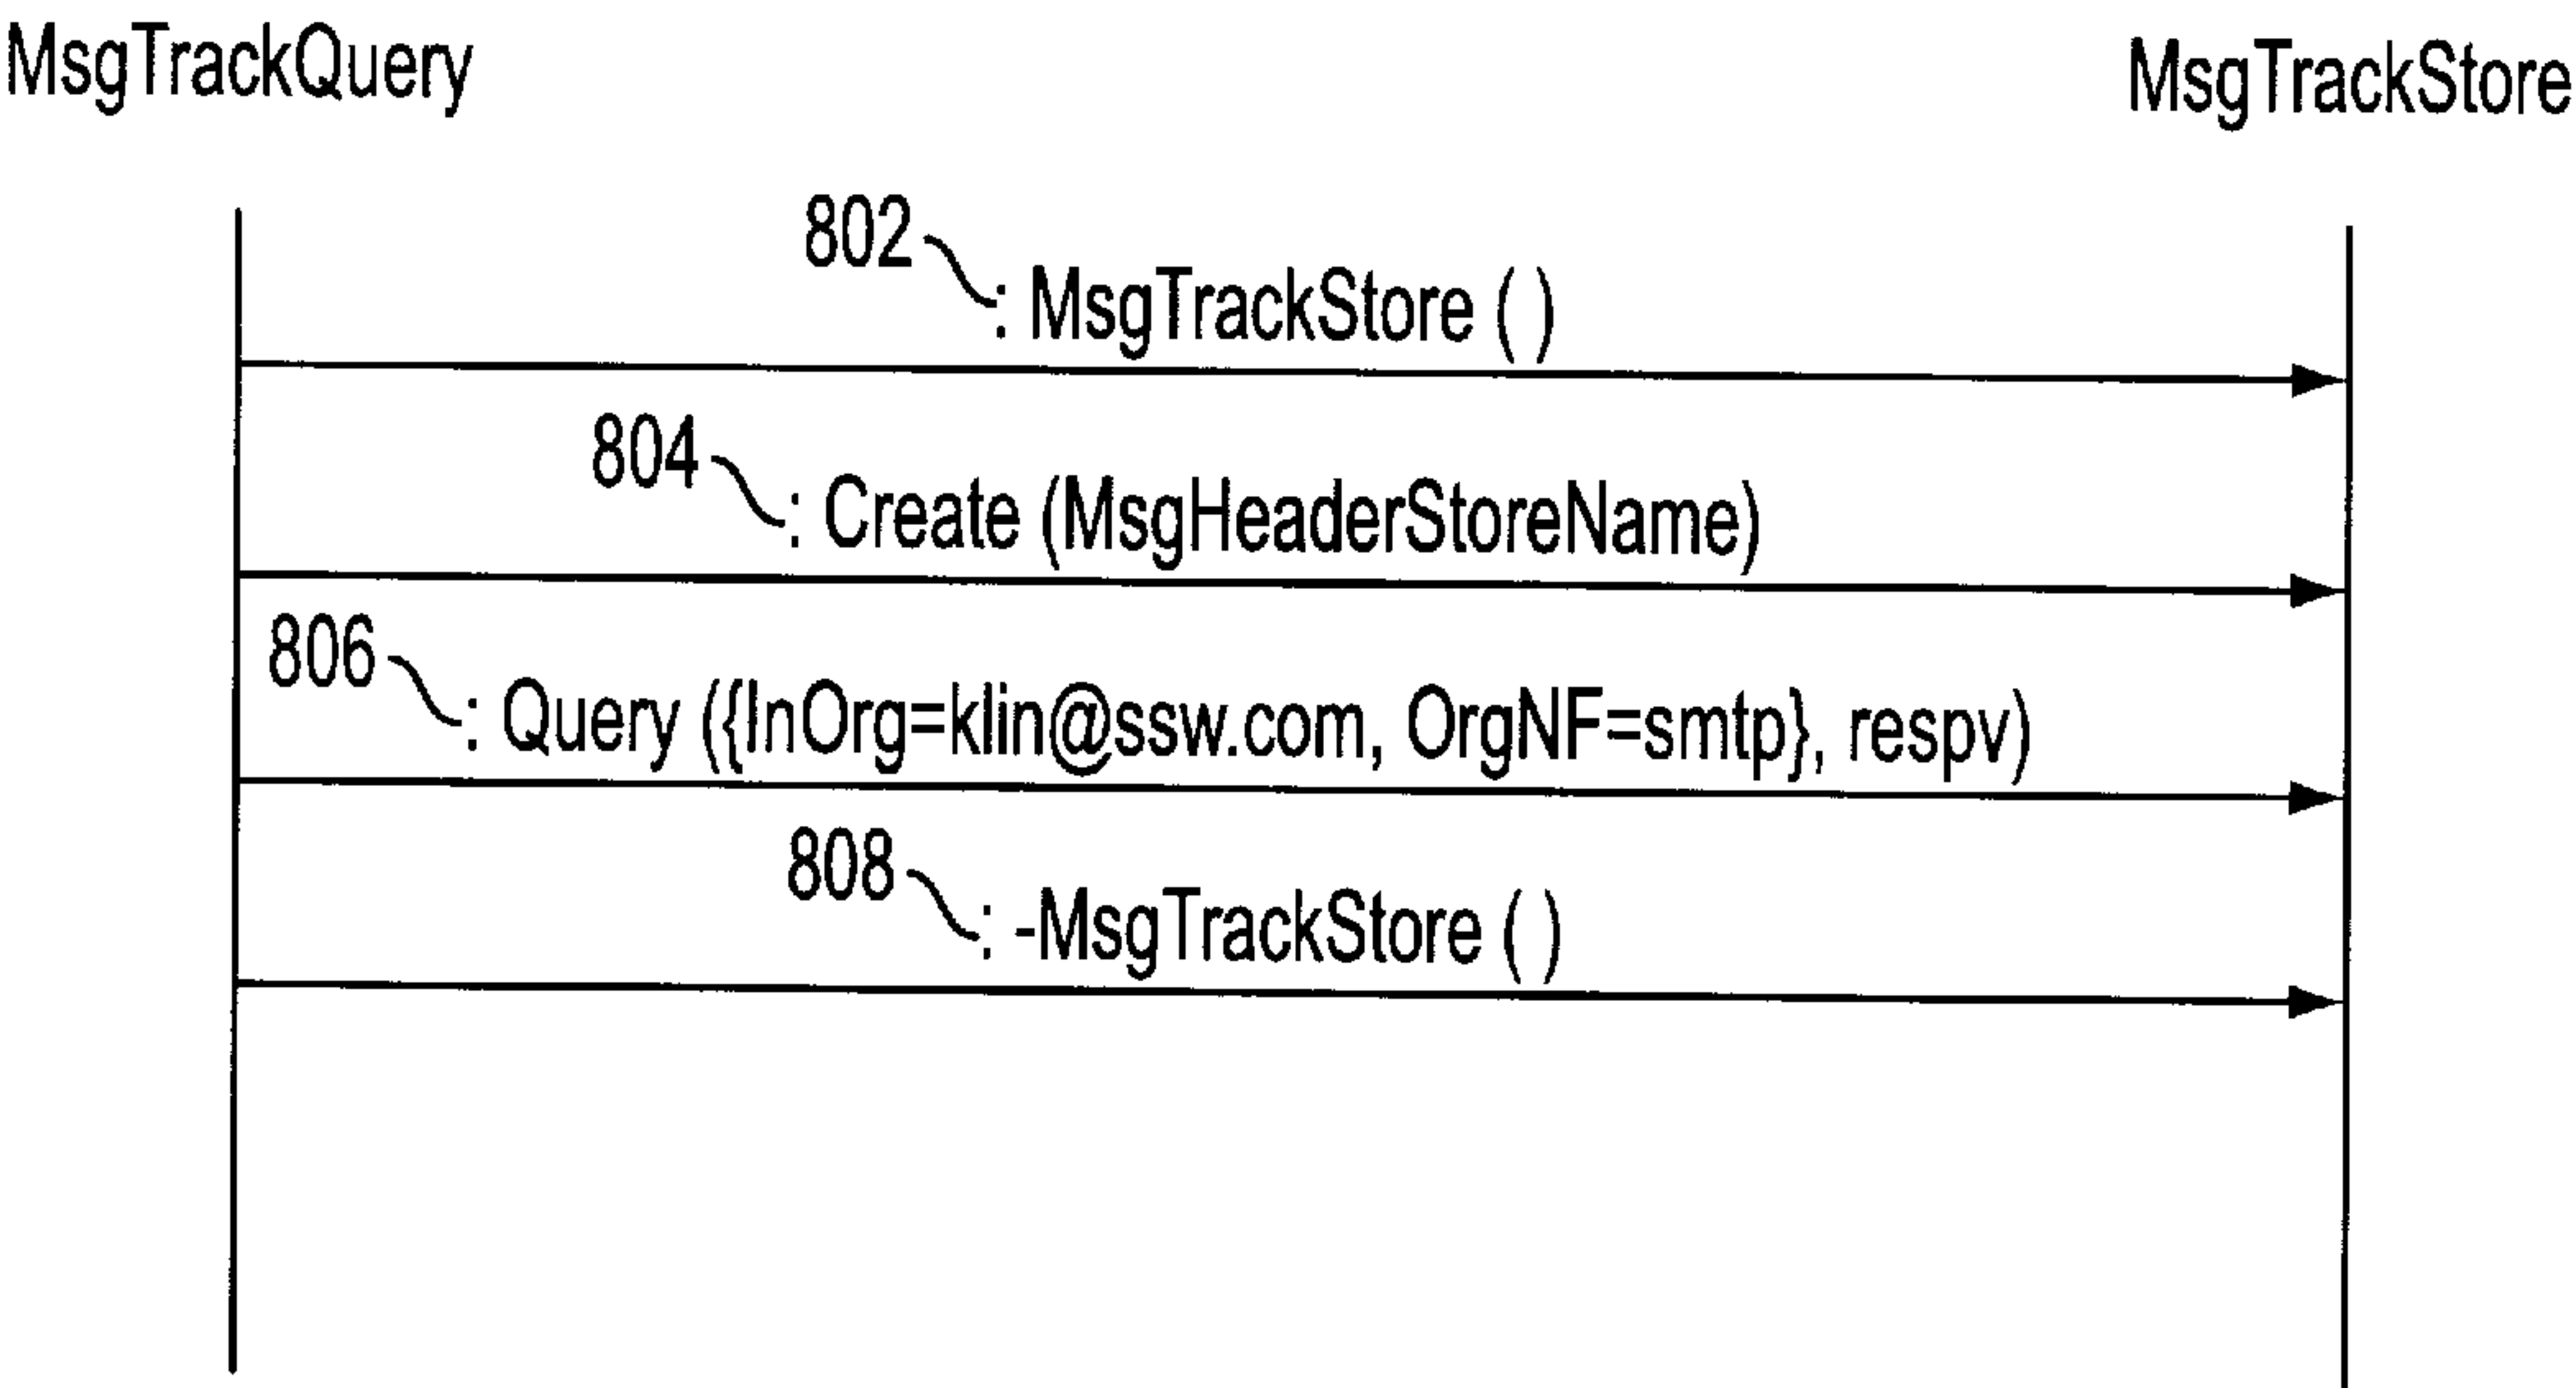 MsgTrackQuery
MsgTrackStore
802
: MsgTrackStore ( )
804
: Create (MsgHeaderStoreName)
806
: Query ({InOrg=klin@ssw.com, OrgNF=smtp}, respv)
808
: -MsgTrackStore ( )